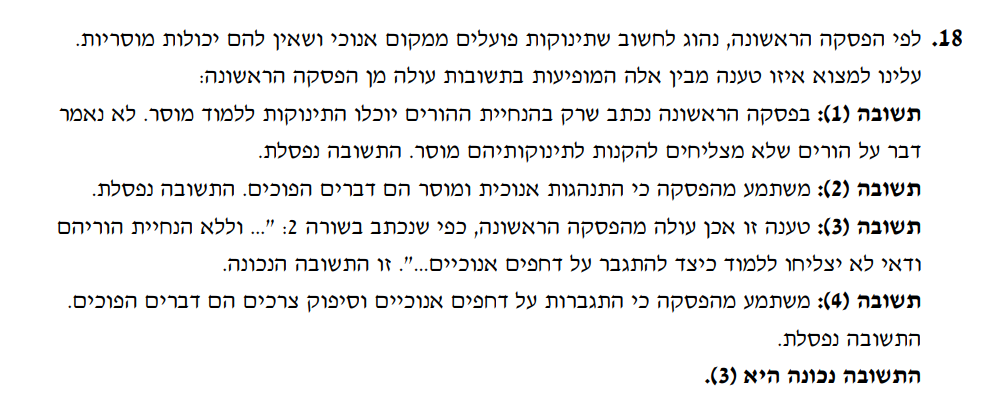 18. לפי הפסקה הראשונה, נהוג לחשוב שתינוקות פועלים ממקום אנוכי ושאין להם יכולות מוסריות.
עלינו למצוא איזו טענה מבין אלה המופיעות בתשובות עולה מן הפסקה הראשונה:
תשובה (1): בפסקה הראשונה נכתב שרק בהנחיית ההורים יוכלו התינוקות ללמוד מוסר. לא נאמר
דבר על הורים שלא מצליחים להקנות לתינוקותיהם מוסר. התשובה נפסלת.
תשובה (2): משתמע מהפסקה כי התנהגות אנוכית ומוסר הם דברים הפוכים. התשובה נפסלת.
תשובה (3): טענה זו אכן עולה מהפסקה הראשונה, כפי שנכתב בשורה 2: "... וללא הנחיית הוריהם
ודאי לא יצליחו ללמוד כיצד להתגבר על דחפים אנוכיים...". זו התשובה הנכונה.
תשובה (4): משתמע מהפסקה כי התגברות על דחפים אנוכיים וסיפוק צרכים הם דברים הפוכים.
התשובה נפסלת.
התשובה נכונה היא (3).